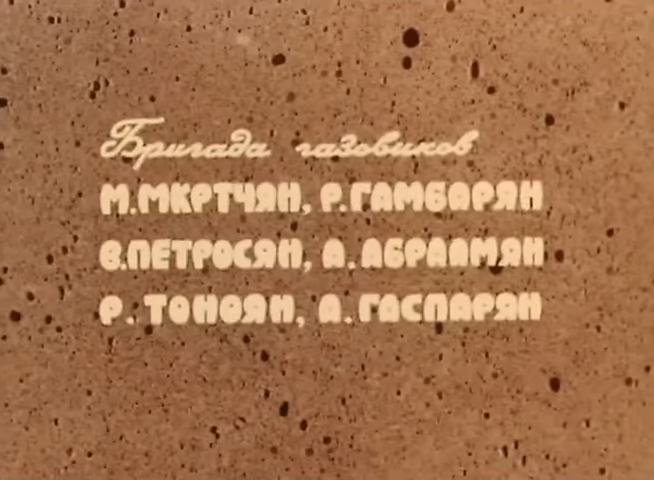 Бригада газовиков
М.МКРТЧЯН, Р.ГАМБАРЯН
В.ПЕТРОСЯН, А.АБРААМЯН
Р.ТОНОЯН, А.ГАСПАРЯН